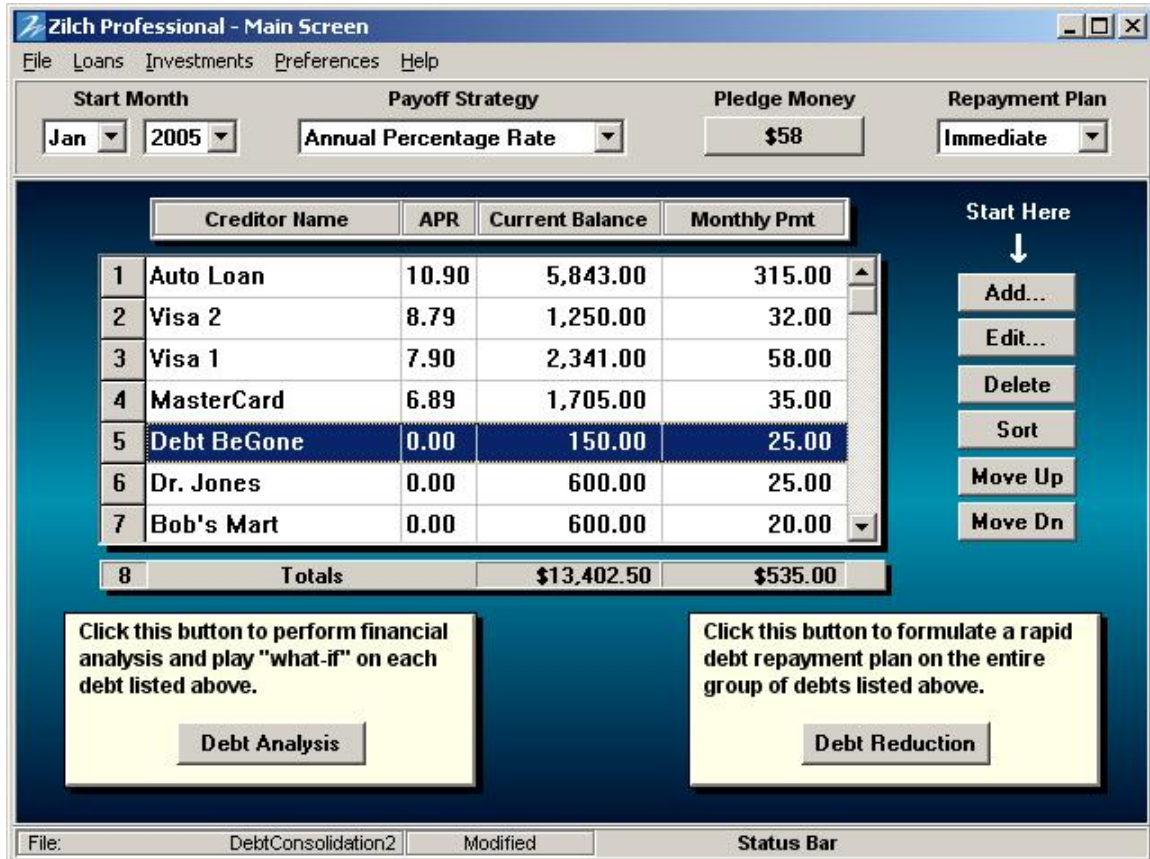 Zilch Professional - Main Screen
File Loans Investments Preferences Help
Start Month Payoff Strategy Pledge Money Repayment Plan
Jan 2005 Annual Percentage Rate $58 Immediate
Creditor Name APR Current Balance Monthly Pmt
Start Here
1 Auto Loan 10.90 5,843.00 315.00
Add...
2 Visa 2 8.79 1,250.00 32.00
Edit...
3 Visa 1 7.90 2,341.00 58.00
Delete
4 MasterCard 6.89 1,705.00 35.00
Sort
5 Debt BeGone 0.00 150.00 25.00
6 Dr. Jones 0.00 600.00 25.00
Move Up
7 Bob's Mart 0.00 600.00 20.00
Move Dn
8 Totals $13,402.50 $535.00
Click this button to perform financial
analysis and play "what-if" on each
debt listed above.
Debt Analysis
Click this button to formulate a rapid
debt repayment plan on the entire
group of debts listed above.
Debt Reduction
File: DebtConsolidation2 Modified Status Bar